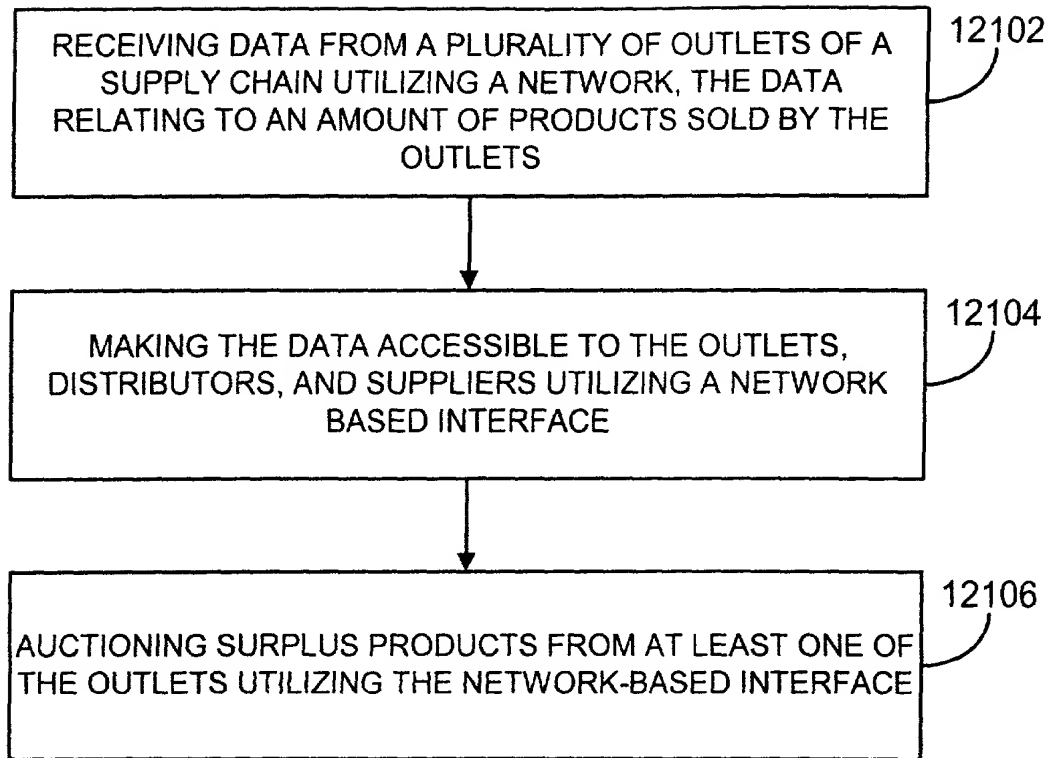 RECEIVING DATA FROM A PLURALITY OF OUTLETS OF A
SUPPLY CHAIN UTILIZING A NETWORK, THE DATA
RELATING TO AN AMOUNT OF PRODUCTS SOLD BY THE
OUTLETS
12102
MAKING THE DATA ACCESSIBLE TO THE OUTLETS,
DISTRIBUTORS, AND SUPPLIERS UTILIZING A NETWORK
BASED INTERFACE
12104
AUCTIONING SURPLUS PRODUCTS FROM AT LEAST ONE OF
THE OUTLETS UTILIZING THE NETWORK-BASED INTERFACE
12106